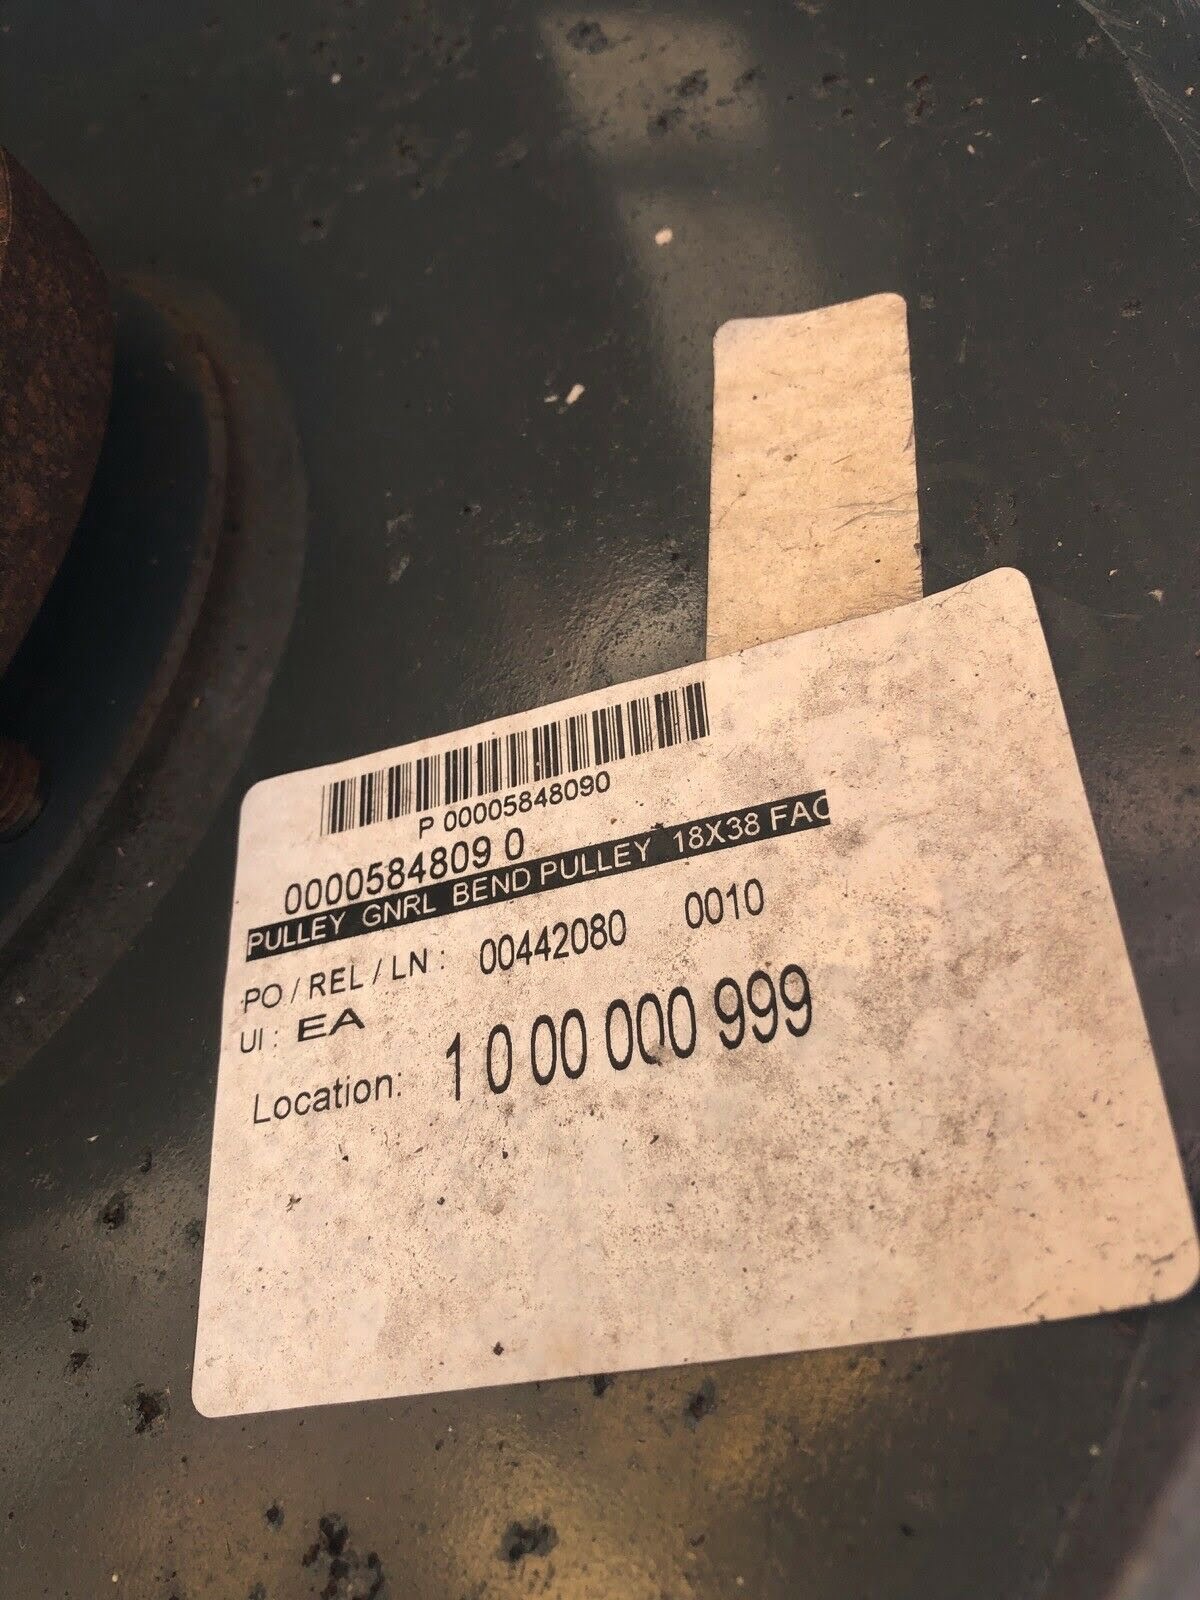 P 00005848090
0000584809 0
PULLEY GNRL BEND PULLEY 18X38 FAC
PO / REL / LN : 00442080 0010
UI : EA
Location: 1 0 00 000 999